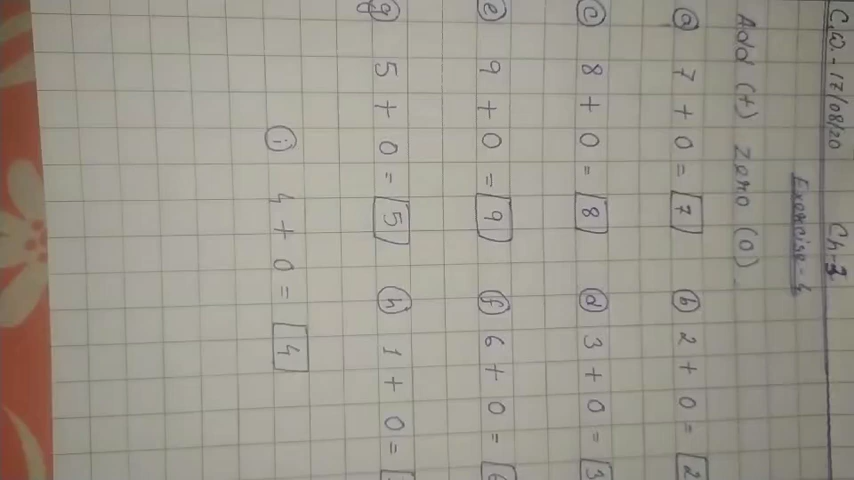 C.W.-17/08/20 Ch-3
Exercise-4
Add (+) zero (0).
a 7 + 0 = 7 b 2 + 0 = 2
c 8 + 0 = 8 d 3 + 0 = 3
e 9 + 0 = 9 f 6 + 0 = 6
g 5 + 0 = 5 h 1 + 0 =
i 4 + 0 = 4